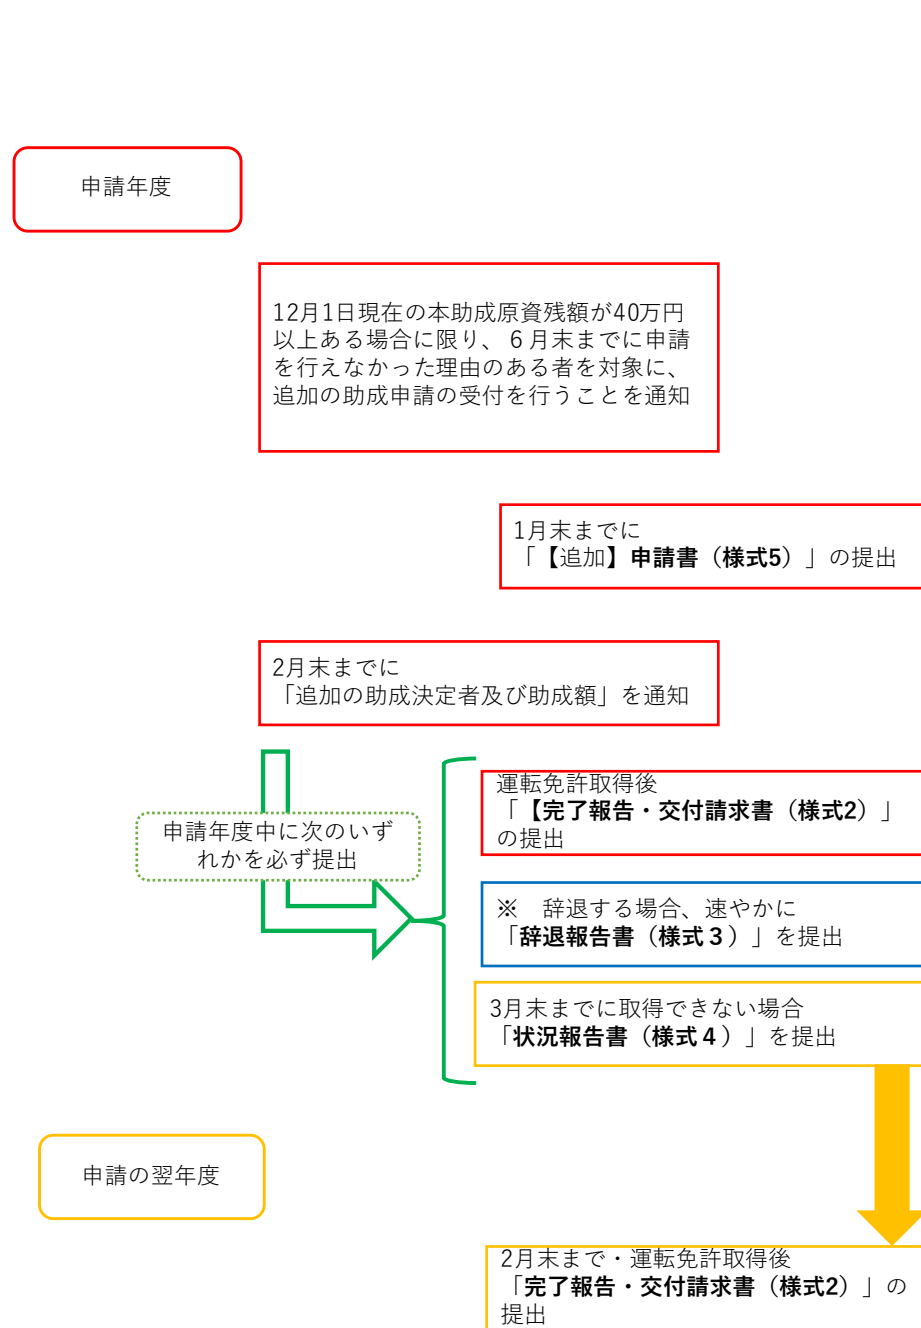 申請年度
12月1日現在の本助成原資残額が40万円
以上ある場合に限り、６月末までに申請
を行えなかった理由のある者を対象に、
追加の助成申請の受付を行うことを通知
1月末までに
「【追加】申請書（様式5）」の提出
2月末までに
「追加の助成決定者及び助成額」を通知
申請年度中に次のいず
れかを必ず提出
運転免許取得後
「【完了報告・交付請求書（様式2）」
の提出
※　辞退する場合、速やかに
「辞退報告書（様式３）」を提出
3月末までに取得できない場合
「状況報告書（様式４）」を提出
申請の翌年度
2月末まで・運転免許取得後
「完了報告・交付請求書（様式2）」の
提出